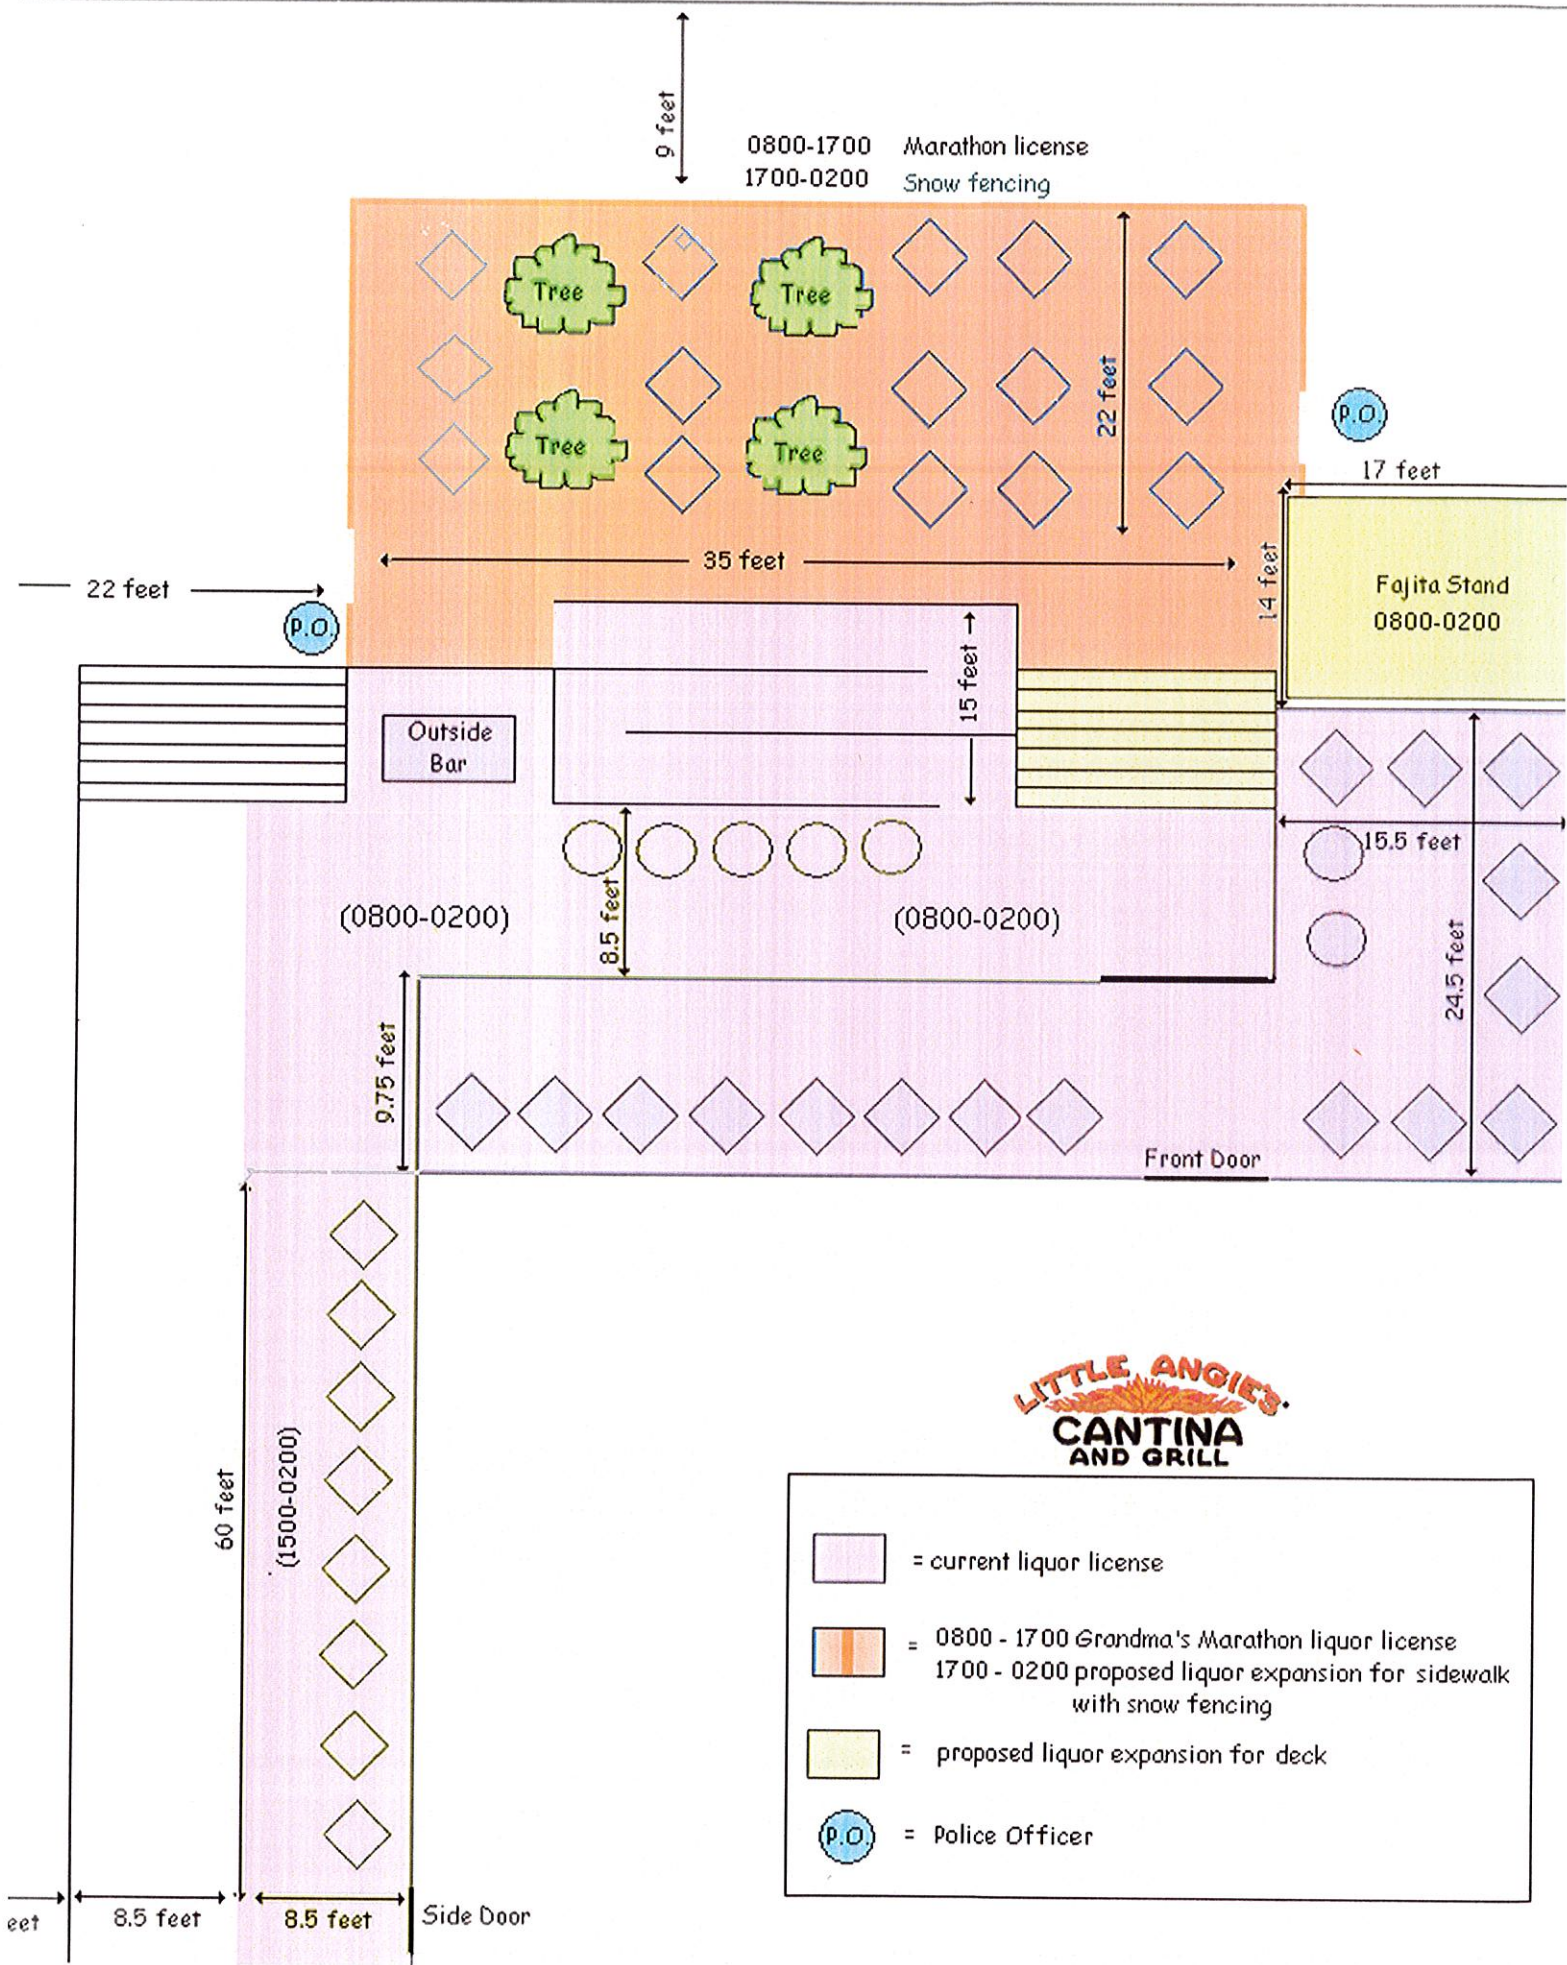 9 feet
0800-1700 Marathon license
1700-0200 Snow fencing
Tree
Tree
Tree
Tree
22 feet
P.O.
17 feet
35 feet
14 feet
Fajita Stand
0800-0200
22 feet
P.O.
15 feet
Outside
Bar
15.5 feet
8.5 feet
(0800-0200)
(0800-0200)
24.5 feet
9.75 feet
Front Door
LITTLE ANGIE'S
CANTINA
AND GRILL
60 feet
(1500-0200)
= current liquor license
= 0800 - 1700 Grandma's Marathon liquor license
1700 - 0200 proposed liquor expansion for sidewalk
with snow fencing
= proposed liquor expansion for deck
P.O. = Police Officer
eet
8.5 feet
8.5 feet
Side Door